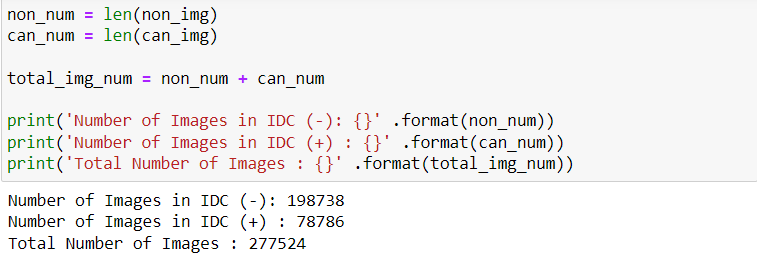 non_num = len(non_img)
can_num = len(can_img)
total_img_num = non_num + can_num
print('Number of Images in IDC (-): {}' .format(non_num))
print('Number of Images in IDC (+) : {}' .format(can_num))
print('Total Number of Images : {}' .format(total_img_num))
Number of Images in IDC (-): 198738
Number of Images in IDC (+) : 78786
Total Number of Images : 277524